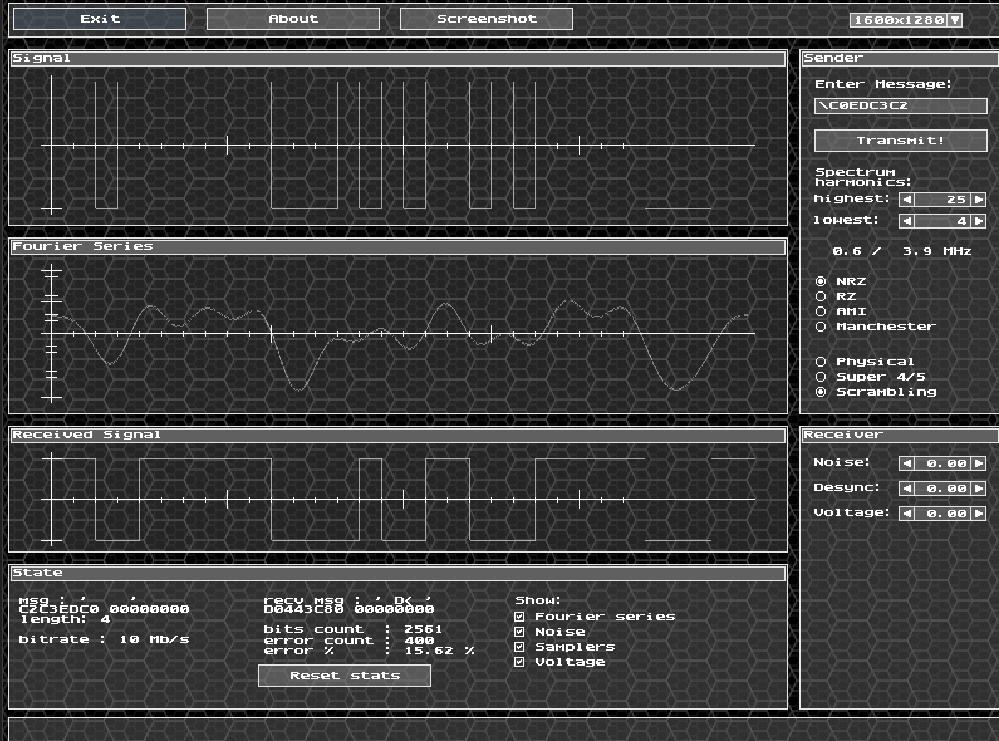 Exit About Screenshot 1600x1280
Signal
Sender
Enter Message:
\C0EDC3C2
Transmit!
Spectrum
harmonics:
highest: 25
lowest: 4
0.6 / 3.9 MHz
NRZ
RZ
AMI
Manchester
Physical
Super 4/5
Scrambling
Fourier Series
Received Signal
Receiver
Noise: 0.00
Desync: 0.00
Voltage: 0.00
State
msg : ' '
C2C3EDC0 00000000
length: 4
bitrate : 10 Mb/s
recv msg : ' D< '
D0443C80 00000000
bits count : 2561
error count : 400
error % : 15.62 %
Reset stats
Show:
Fourier series
Noise
Samplers
Voltage